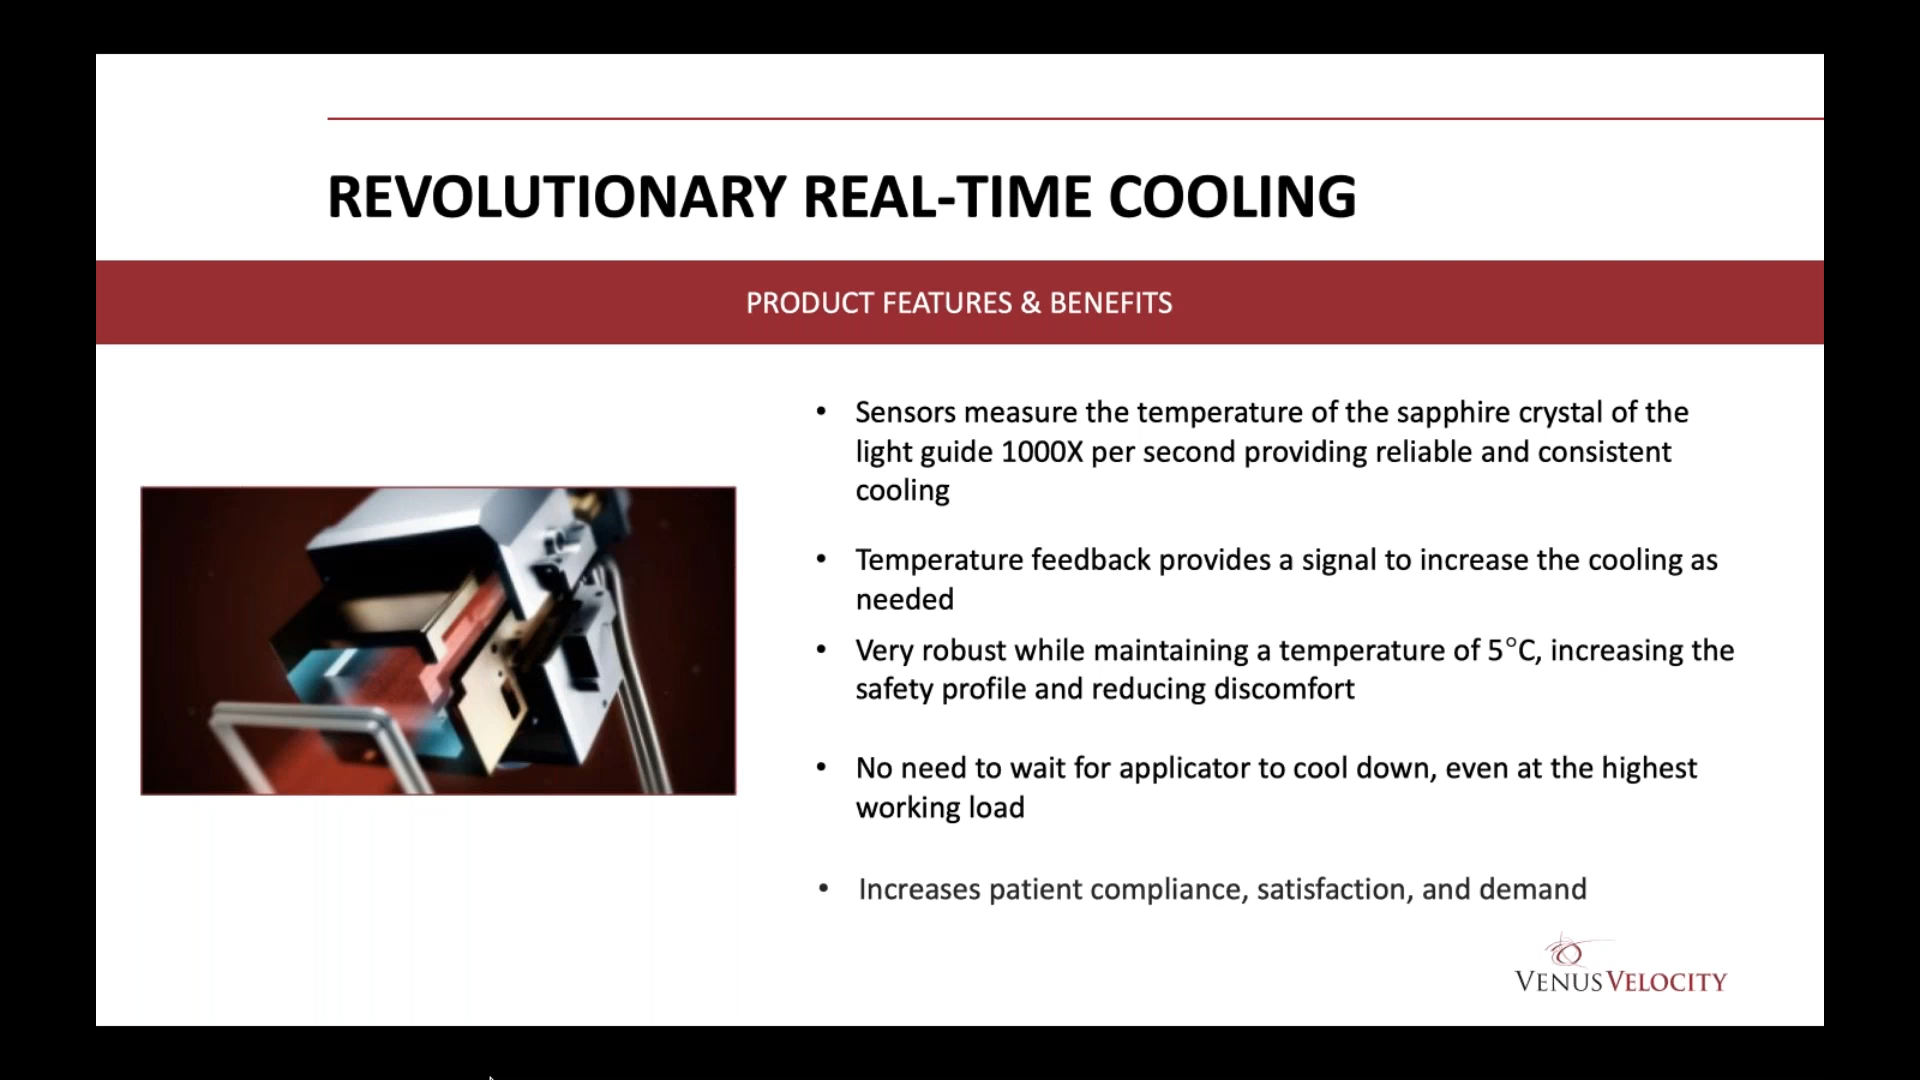 REVOLUTIONARY REAL-TIME COOLING
PRODUCT FEATURES & BENEFITS
• Sensors measure the temperature of the sapphire crystal of the
light guide 1000X per second providing reliable and consistent
cooling
• Temperature feedback provides a signal to increase the cooling as
needed
• Very robust while maintaining a temperature of 5°C, increasing the
safety profile and reducing discomfort
• No need to wait for applicator to cool down, even at the highest
working load
• Increases patient compliance, satisfaction, and demand
VENUS VELOCITY